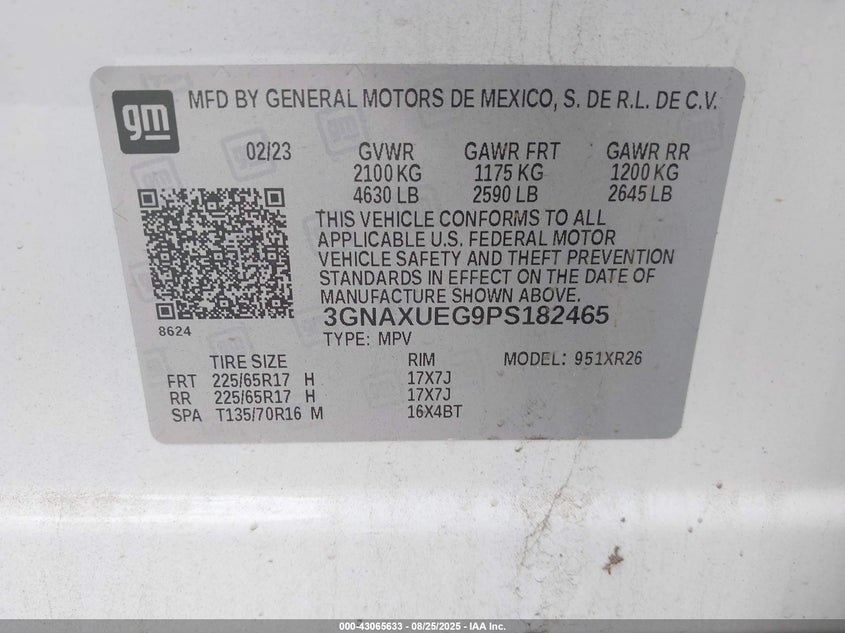 gm MFD BY GENERAL MOTORS DE MEXICO, S. DE R.L. DE C.V.
02/23 GVWR GAWR FRT GAWR RR
2100 KG 1175 KG 1200 KG
4630 LB 2590 LB 2645 LB
THIS VEHICLE CONFORMS TO ALL
APPLICABLE U.S. FEDERAL MOTOR
VEHICLE SAFETY AND THEFT PREVENTION
STANDARDS IN EFFECT ON THE DATE OF
MANUFACTURE SHOWN ABOVE.
3GNAXUEG9PS182465
8624
TYPE: MPV
TIRE SIZE RIM MODEL: 951XR26
FRT 225/65R17 H 17X7J
RR 225/65R17 H 17X7J
SPA T135/70R16 M 16X4BT
000-43065633 - 08/25/2025 - IAA Inc.